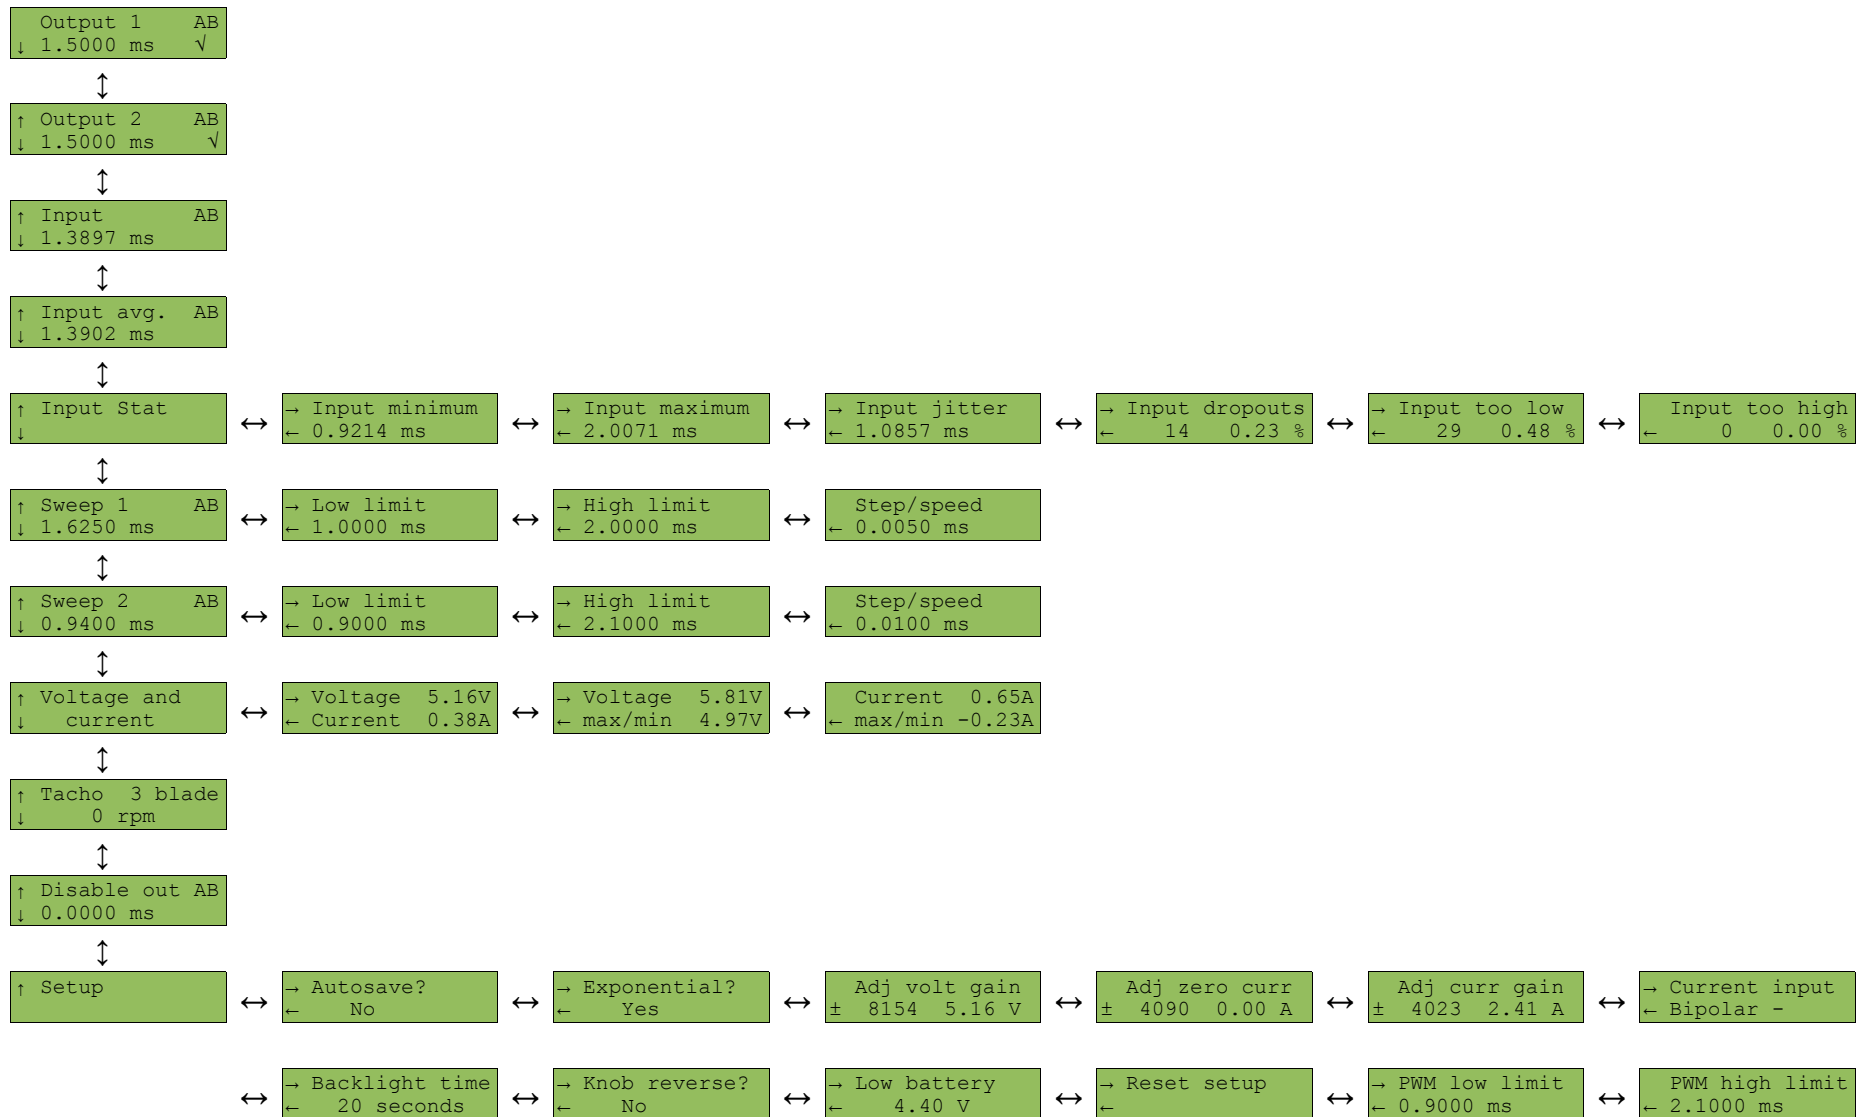 Output 1 AB
↓ 1.5000 ms √
↕
↑ Output 2 AB
↓ 1.5000 ms √
↕
↑ Input AB
↓ 1.3897 ms
↕
↑ Input avg. AB
↓ 1.3902 ms
↕
↑ Input Stat
↓
↔
→ Input minimum
← 0.9214 ms
↔
→ Input maximum
← 2.0071 ms
↔
→ Input jitter
← 1.0857 ms
↔
→ Input dropouts
← 14 0.23 %
↔
→ Input too low
← 29 0.48 %
↔
Input too high
← 0 0.00 %
↕
↑ Sweep 1 AB
↓ 1.6250 ms
↔
→ Low limit
← 1.0000 ms
↔
→ High limit
← 2.0000 ms
↔
Step/speed
← 0.0050 ms
↕
↑ Sweep 2 AB
↓ 0.9400 ms
↔
→ Low limit
← 0.9000 ms
↔
→ High limit
← 2.1000 ms
↔
Step/speed
← 0.0100 ms
↕
↑ Voltage and
↓ current
↔
→ Voltage 5.16V
← Current 0.38A
↔
→ Voltage 5.81V
← max/min 4.97V
↔
Current 0.65A
← max/min -0.23A
↕
↑ Tacho 3 blade
↓ 0 rpm
↕
↑ Disable out AB
↓ 0.0000 ms
↕
↑ Setup
↔
→ Autosave?
← No
↔
→ Exponential?
← Yes
↔
Adj volt gain
± 8154 5.16 V
↔
Adj zero curr
± 4090 0.00 A
↔
Adj curr gain
± 4023 2.41 A
↔
→ Current input
← Bipolar -
↔
→ Backlight time
← 20 seconds
↔
→ Knob reverse?
← No
↔
→ Low battery
← 4.40 V
↔
→ Reset setup
←
↔
→ PWM low limit
← 0.9000 ms
↔
PWM high limit
← 2.1000 ms